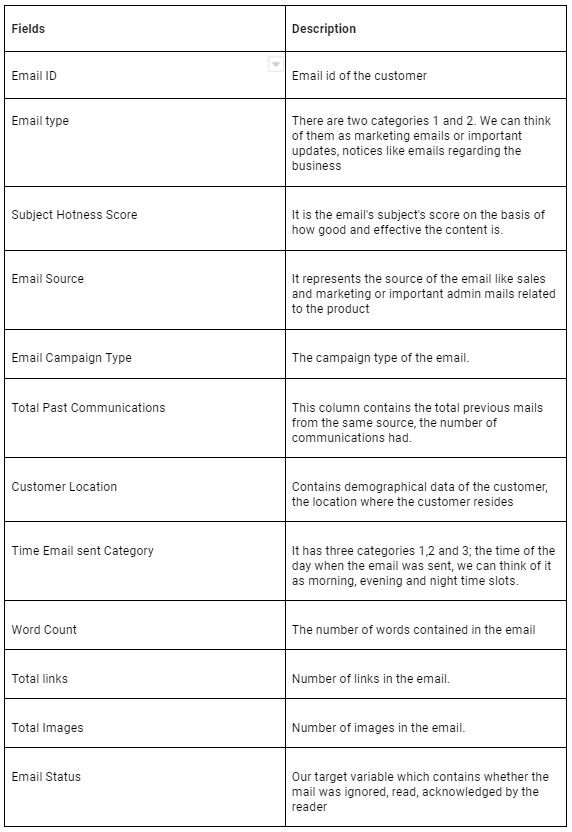 Fields
Description
Email ID
Email id of the customer
Email type
There are two categories 1 and 2. We can think
of them as marketing emails or important
updates, notices like emails regarding the
business
Subject Hotness Score
It is the email's subject's score on the basis of
how good and effective the content is.
Email Source
It represents the source of the email like sales
and marketing or important admin mails related
to the product
Email Campaign Type
The campaign type of the email.
Total Past Communications
This column contains the total previous mails
from the same source, the number of
communications had.
Customer Location
Contains demographical data of the customer,
the location where the customer resides
Time Email sent Category
It has three categories 1,2 and 3; the time of the
day when the email was sent, we can think of it
as morning, evening and night time slots.
Word Count
The number of words contained in the email
Total links
Number of links in the email.
Total Images
Number of images in the email.
Email Status
Our target variable which contains whether the
mail was ignored, read, acknowledged by the
reader